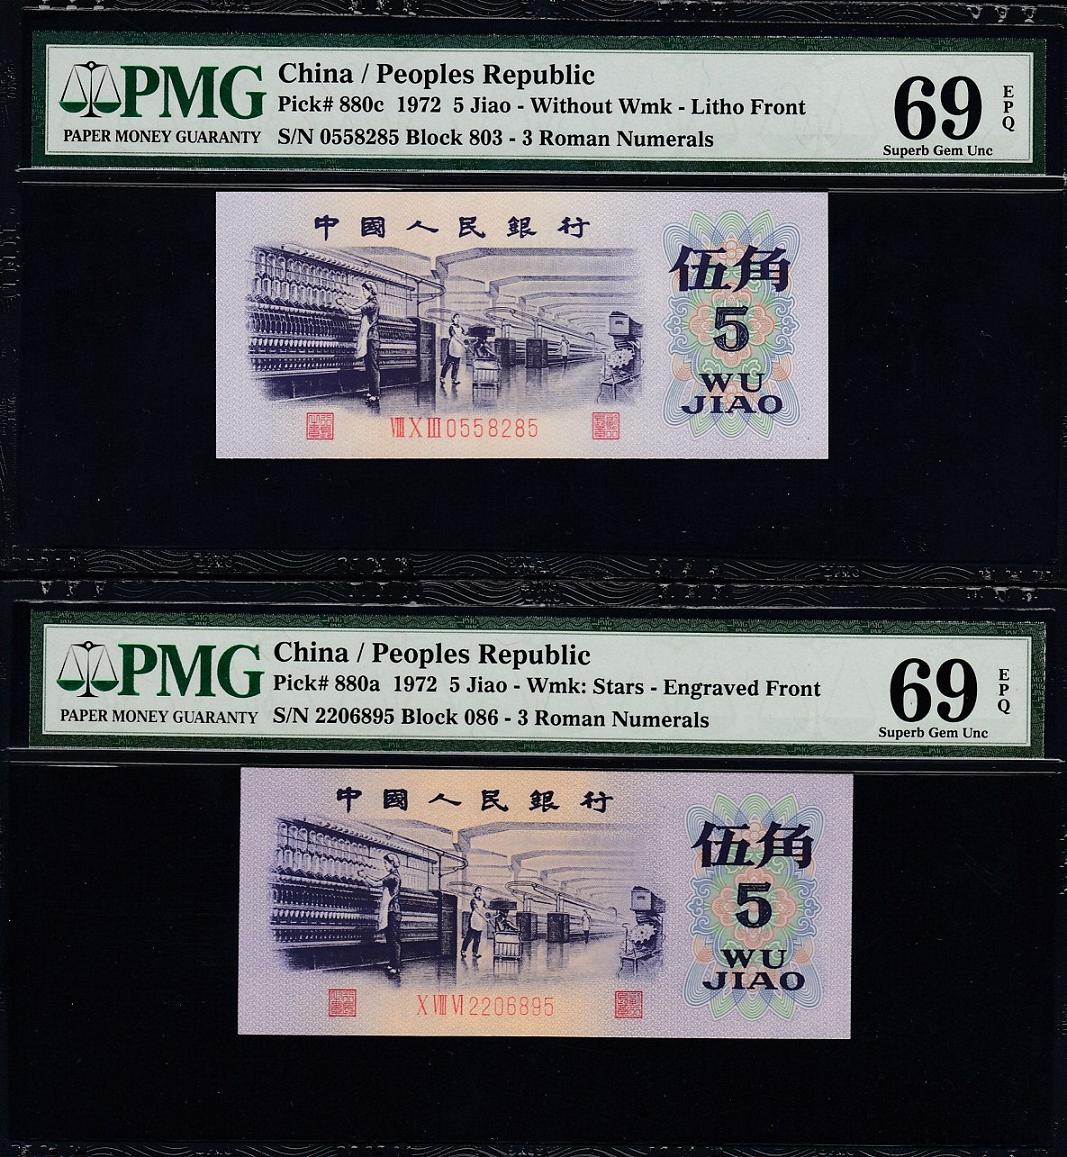 PMG
PAPER MONEY GUARANTY
China / Peoples Republic
Pick# 880c 1972 5 Jiao - Without Wmk - Litho Front
S/N 0558285 Block 803 - 3 Roman Numerals
69
EPQ
Superb Gem Unc
中國人民銀行
伍角
5
WU
JIAO
VIII X III 0558285
PMG
PAPER MONEY GUARANTY
China / Peoples Republic
Pick# 880a 1972 5 Jiao - Wmk: Stars - Engraved Front
S/N 2206895 Block 086 - 3 Roman Numerals
69
EPQ
Superb Gem Unc
中國人民銀行
伍角
5
WU
JIAO
X VIII VI 2206895